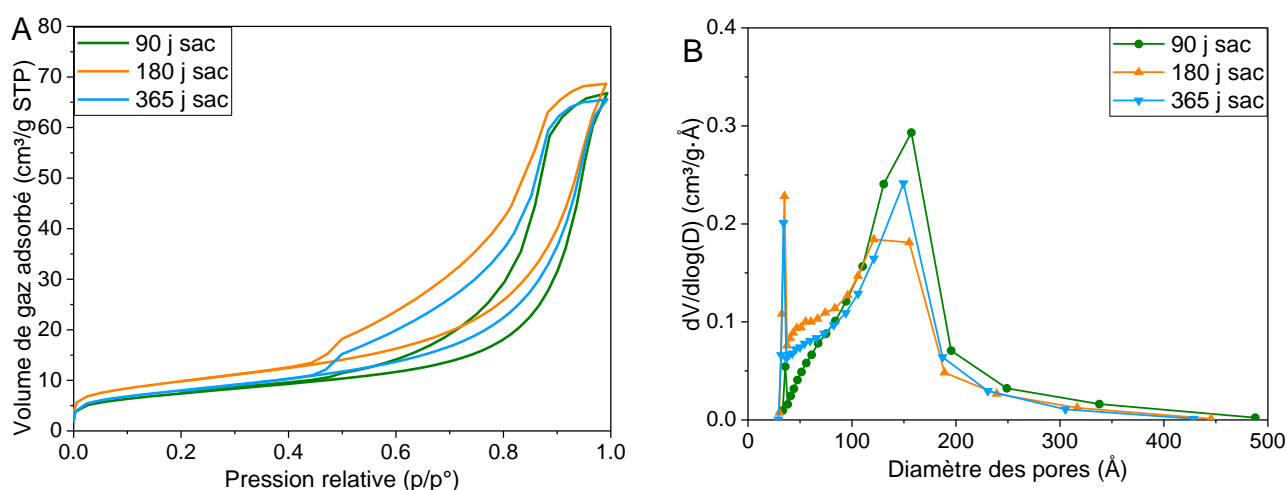 A
90 j sac
180 j sac
365 j sac
Volume de gaz adsorbé (cm³/g STP)
80
70
60
50
40
30
20
10
0
0.0 0.2 0.4 0.6 0.8 1.0
Pression relative (p/p°)
B
90 j sac
180 j sac
365 j sac
dV/dlog(D) (cm³/g·Å)
0.4
0.3
0.2
0.1
0.0
0 100 200 300 400 500
Diamètre des pores (Å)